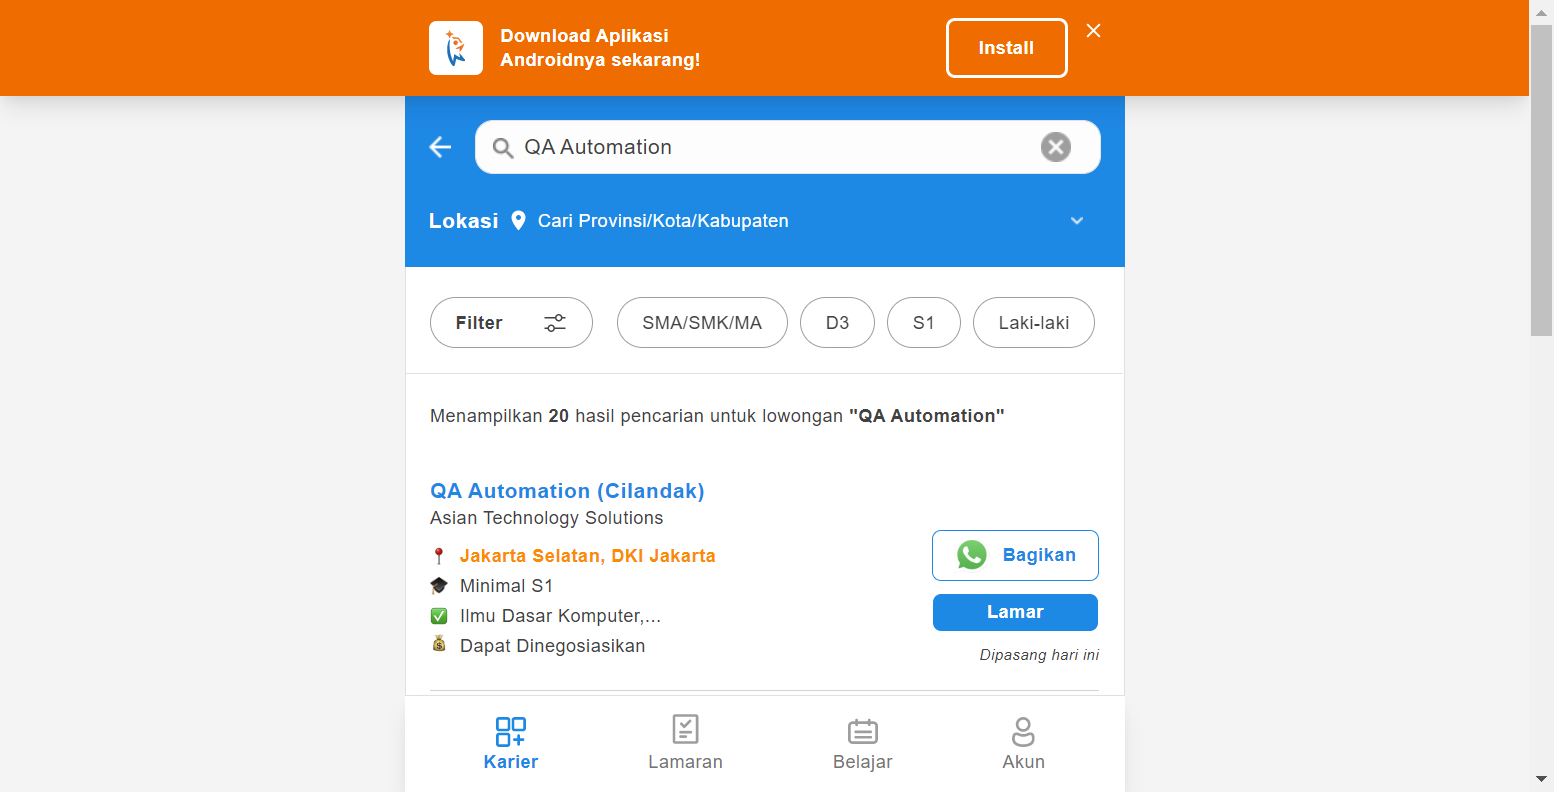 Download Aplikasi
Androidnya sekarang!
Install
QA Automation
Lokasi Cari Provinsi/Kota/Kabupaten
Filter SMA/SMK/MA D3 S1 Laki-laki
Menampilkan 20 hasil pencarian untuk lowongan "QA Automation"
QA Automation (Cilandak)
Asian Technology Solutions
Jakarta Selatan, DKI Jakarta
Minimal S1
Ilmu Dasar Komputer,...
Dapat Dinegosiasikan
Bagikan
Lamar
Dipasang hari ini
Karier Lamaran Belajar Akun